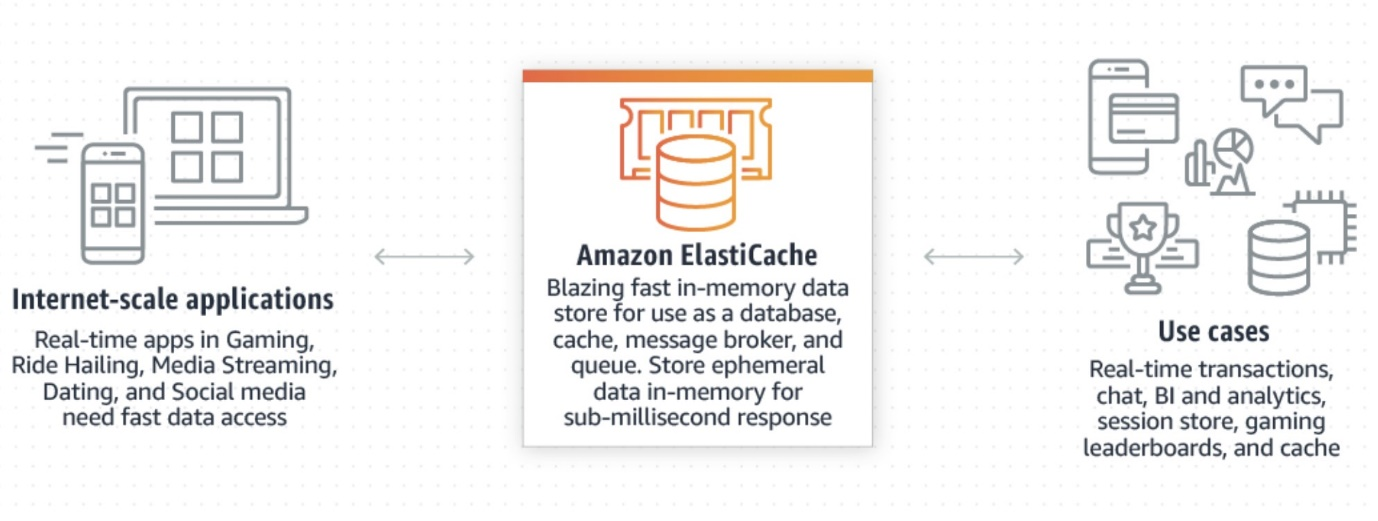 Internet-scale applications
Real-time apps in Gaming,
Ride Hailing, Media Streaming,
Dating, and Social media
need fast data access
Amazon ElastiCache
Blazing fast in-memory data
store for use as a database,
cache, message broker, and
queue. Store ephemeral
data in-memory for
sub-millisecond response
Use cases
Real-time transactions,
chat, BI and analytics,
session store, gaming
leaderboards, and cache